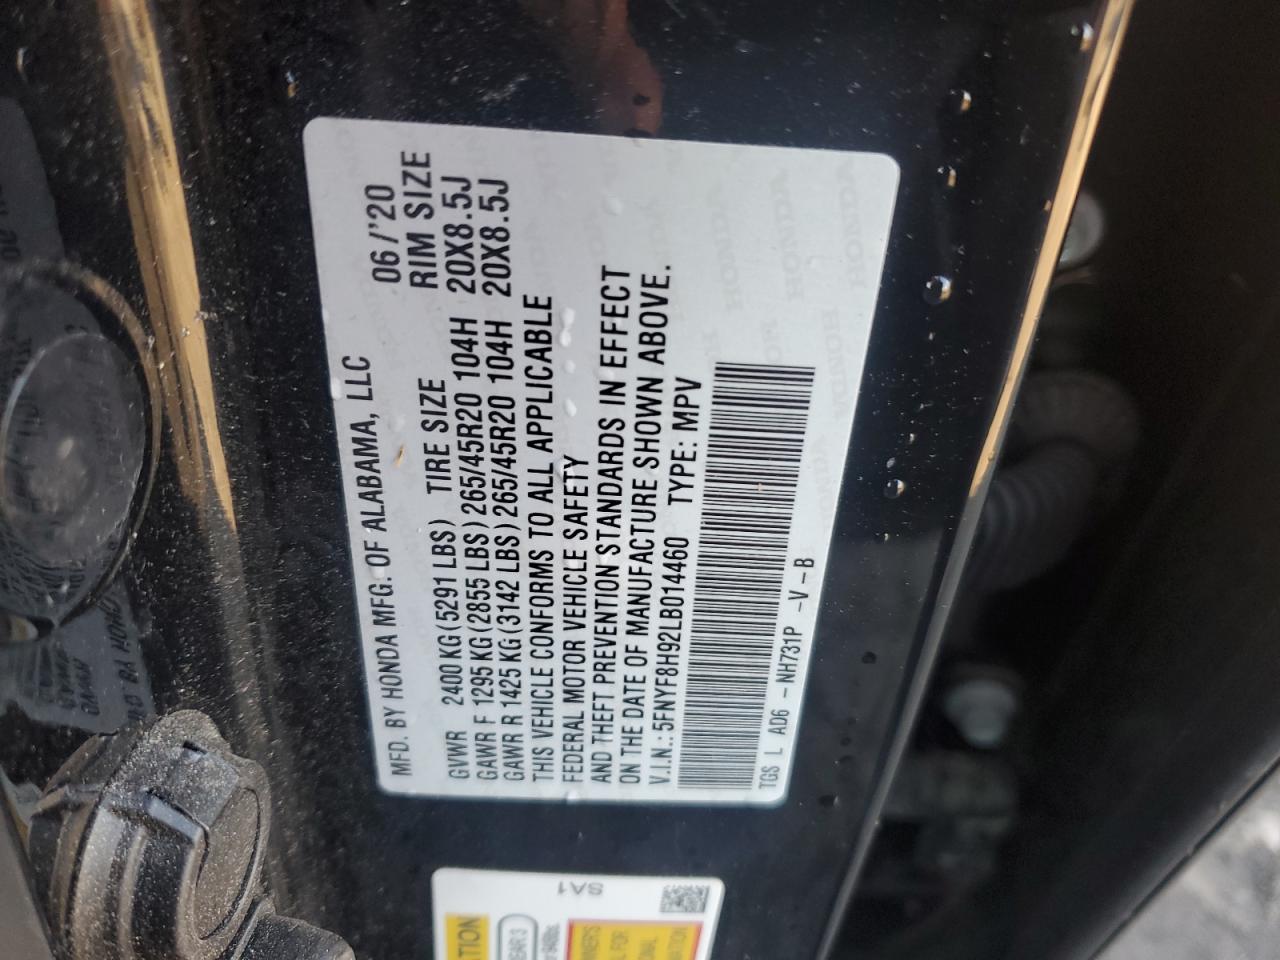 MFD. BY HONDA MFG. OF ALABAMA, LLC 06/'20
GVWR 2400 KG (5291 LBS) TIRE SIZE RIM SIZE
GAWR F 1295 KG (2855 LBS) 265/45R20 104H 20X8.5J
GAWR R 1425 KG (3142 LBS) 265/45R20 104H 20X8.5J
THIS VEHICLE CONFORMS TO ALL APPLICABLE
FEDERAL MOTOR VEHICLE SAFETY
AND THEFT PREVENTION STANDARDS IN EFFECT
ON THE DATE OF MANUFACTURE SHOWN ABOVE.
V.I.N.: 5FNYF8H92LB014460 TYPE: MPV
TGS L AD6 -NH731P -V-B
SA1